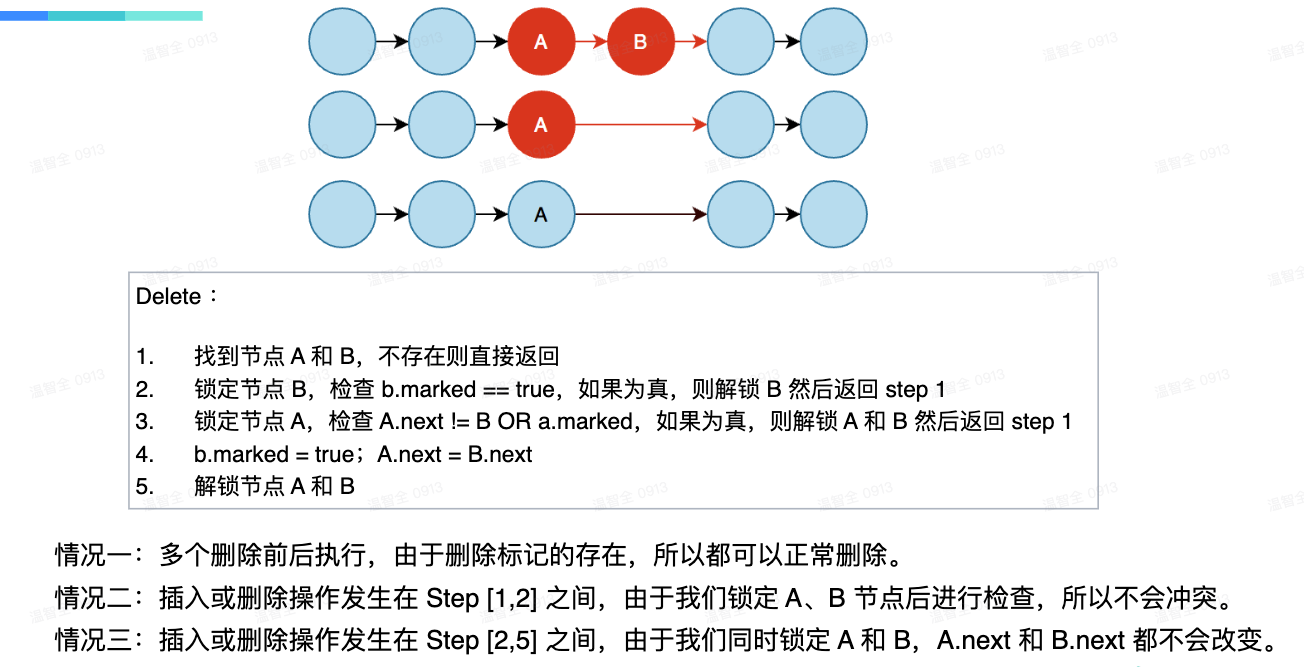 A B
A
A
Delete：
1. 找到节点 A 和 B，不存在则直接返回
2. 锁定节点 B，检查 b.marked == true，如果为真，则解锁 B 然后返回 step 1
3. 锁定节点 A，检查 A.next != B OR a.marked，如果为真，则解锁 A 和 B 然后返回 step 1
4. b.marked = true；A.next = B.next
5. 解锁节点 A 和 B
情况一：多个删除前后执行，由于删除标记的存在，所以都可以正常删除。
情况二：插入或删除操作发生在 Step [1,2] 之间，由于我们锁定 A、B 节点后进行检查，所以不会冲突。
情况三：插入或删除操作发生在 Step [2,5] 之间，由于我们同时锁定 A 和 B，A.next 和 B.next 都不会改变。
温智全 0913